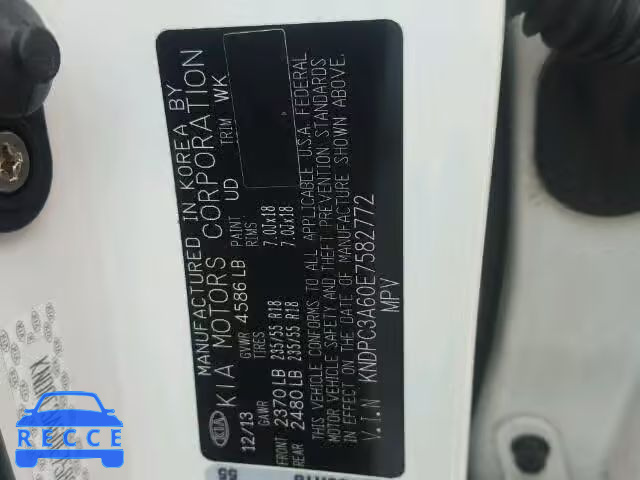 MANUFACTURED IN KOREA BY
KIA KIA MOTORS CORPORATION
12/13 GVWR 4586LB PAINT UD TRIM WK
GAWR TIRES RIMS
FRONT 2370LB 235/55 R18 7.0Jx18
REAR 2480LB 235/55 R18 7.0Jx18
THIS VEHICLE CONFORMS TO ALL APPLICABLE U.S.A. FEDERAL
MOTOR VEHICLE SAFETY AND THEFT PREVENTION STANDARDS
IN EFFECT ON THE DATE OF MANUFACTURE SHOWN ABOVE.
V.I.N KNDPC3A60E7582772
MPV
RECCE